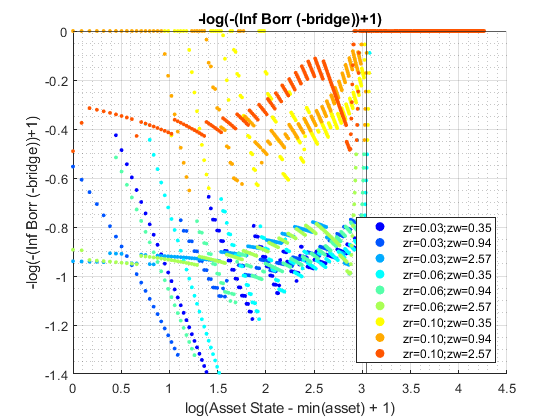 -log(-(Inf Borr (-bridge))+1)
-log(-(Inf Borr (-bridge))+1)
0
-0.2
-0.4
-0.6
-0.8
-1
-1.2
-1.4
zr=0.03;zw=0.35
zr=0.03;zw=0.94
zr=0.03;zw=2.57
zr=0.06;zw=0.35
zr=0.06;zw=0.94
zr=0.06;zw=2.57
zr=0.10;zw=0.35
zr=0.10;zw=0.94
zr=0.10;zw=2.57
0 0.5 1 1.5 2 2.5 3 3.5 4 4.5
log(Asset State - min(asset) + 1)